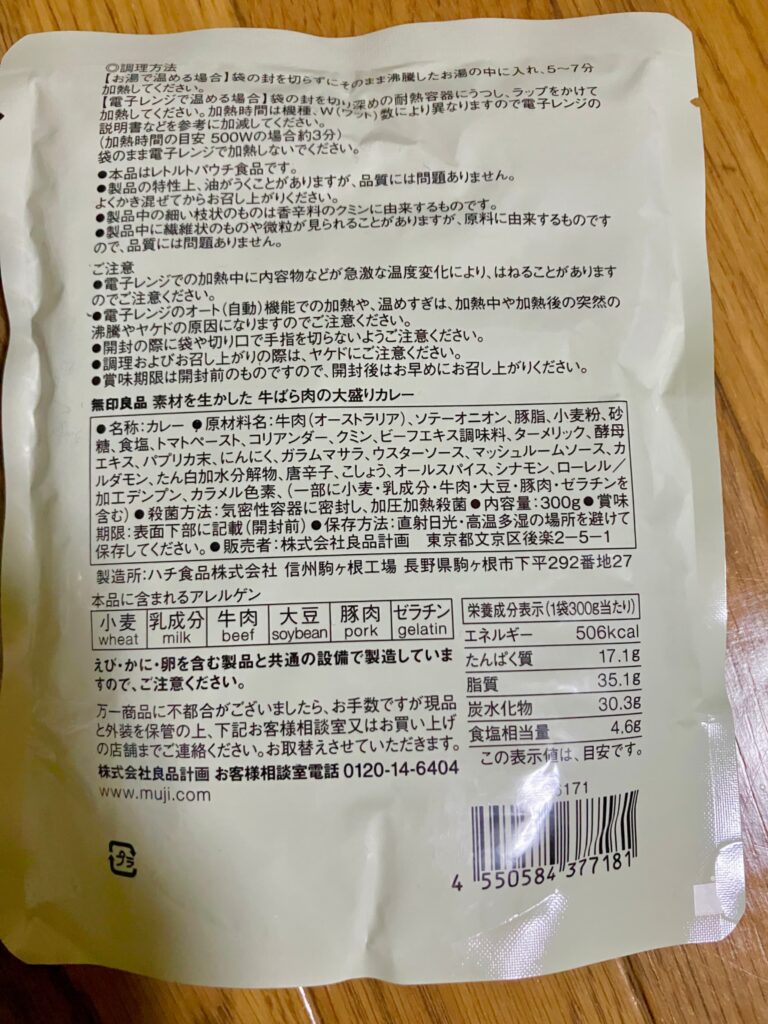 ◎調理方法
【お湯で温める場合】袋の封を切らずにそのまま沸騰したお湯の中に入れ、5〜7分
加熱してください。
【電子レンジで温める場合】袋の封を切り深めの耐熱容器にうつし、ラップをかけて
加熱してください。加熱時間は機種、W(ワット)数により異なりますので電子レンジの
説明書などを参考に加減してください。
(加熱時間の目安 500Wの場合約3分)
袋のまま電子レンジで加熱しないでください。
●本品はレトルトパウチ食品です。
●製品の特性上、油がうくことがありますが、品質には問題ありません。
よくかき混ぜてからお召し上がりください。
●製品中の細い枝状のものは香辛料のクミンに由来するものです。
●製品中に繊維状のものや微粒が見られることがありますが、原料に由来するものです
ので、品質には問題ありません。
ご注意
●電子レンジでの加熱中に内容物などが急激な温度変化により、はねることがあります
のでご注意ください。
●電子レンジのオート(自動)機能での加熱や、温めすぎは、加熱中や加熱後の突然の
沸騰やヤケドの原因になりますのでご注意ください。
●開封の際に袋や切り口で手指を切らないようご注意ください。
●調理およびお召し上がりの際は、ヤケドにご注意ください。
●賞味期限は開封前のものですので、開封後はお早めにお召し上がりください。
無印良品 素材を生かした 牛ばら肉の大盛りカレー
●名称:カレー ●原材料名:牛肉(オーストラリア)、ソテーオニオン、豚脂、小麦粉、砂
糖、食塩、トマトペースト、コリアンダー、クミン、ビーフエキス調味料、ターメリック、酵母
エキス、パプリカ末、にんにく、ガラムマサラ、ウスターソース、マッシュルームソース、カ
ルダモン、たん白加水分解物、唐辛子、こしょう、オールスパイス、シナモン、ローレル/
加工デンプン、カラメル色素、(一部に小麦・乳成分・牛肉・大豆・豚肉・ゼラチンを
含む) ●殺菌方法:気密性容器に密封し、加圧加熱殺菌 ●内容量:300g ●賞味
期限:表面下部に記載(開封前) ●保存方法:直射日光・高温多湿の場所を避けて
保存してください。●販売者:株式会社良品計画 東京都文京区後楽2−5−1
製造所:ハチ食品株式会社 信州駒ヶ根工場 長野県駒ヶ根市下平292番地27
本品に含まれるアレルゲン
小麦 乳成分 牛肉 大豆 豚肉 ゼラチン
wheat milk beef soybean pork gelatin
えび・かに・卵を含む製品と共通の設備で製造していま
すので、ご注意ください。
万一商品に不都合がございましたら、お手数ですが現品
と外装を保管の上、下記お客様相談室又はお買い上げ
の店舗までご連絡ください。お取替えさせていただきます。
株式会社良品計画 お客様相談室電話 0120-14-6404
www.muji.com
栄養成分表示(1袋300g当たり)
エネルギー 506kcal
たんぱく質 17.1g
脂質 35.1g
炭水化物 30.3g
食塩相当量 4.6g
この表示値は、目安です。
6171
プラ
4 550584 377181